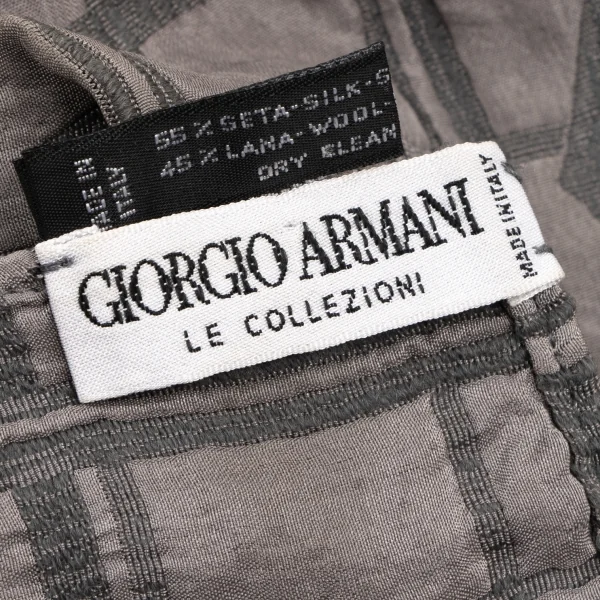 55% SETA-SILK-S
45% LANA-WOOL-
DRY CLEAN
MADE IN
ITALY
GIORGIO ARMANI
LE COLLEZIONI
MADE IN ITALY